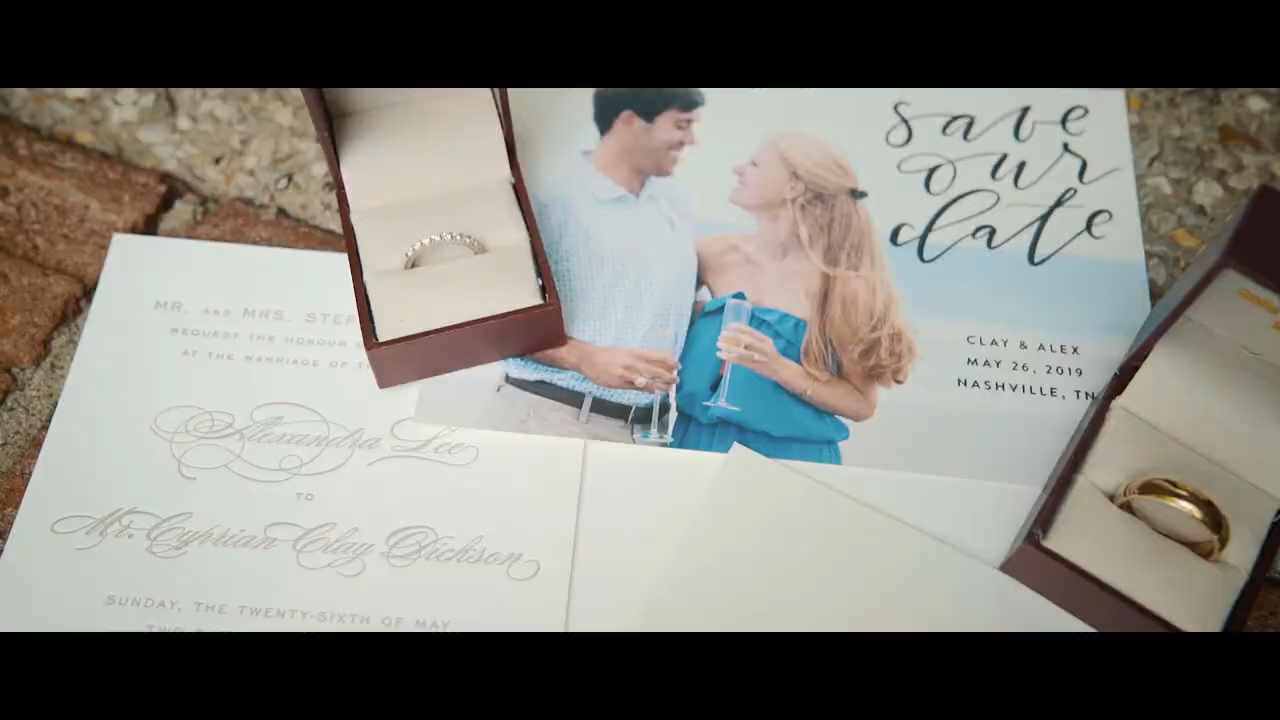 MR. AND MRS. STEP
REQUEST THE HONOUR
AT THE MARRIAGE OF
Alexandra Lee
TO
Mr. Cyprian Clay Dickson
SUNDAY, THE TWENTY-SIXTH OF MAY
save
our
date
CLAY & ALEX
MAY 26, 2019
NASHVILLE, TN